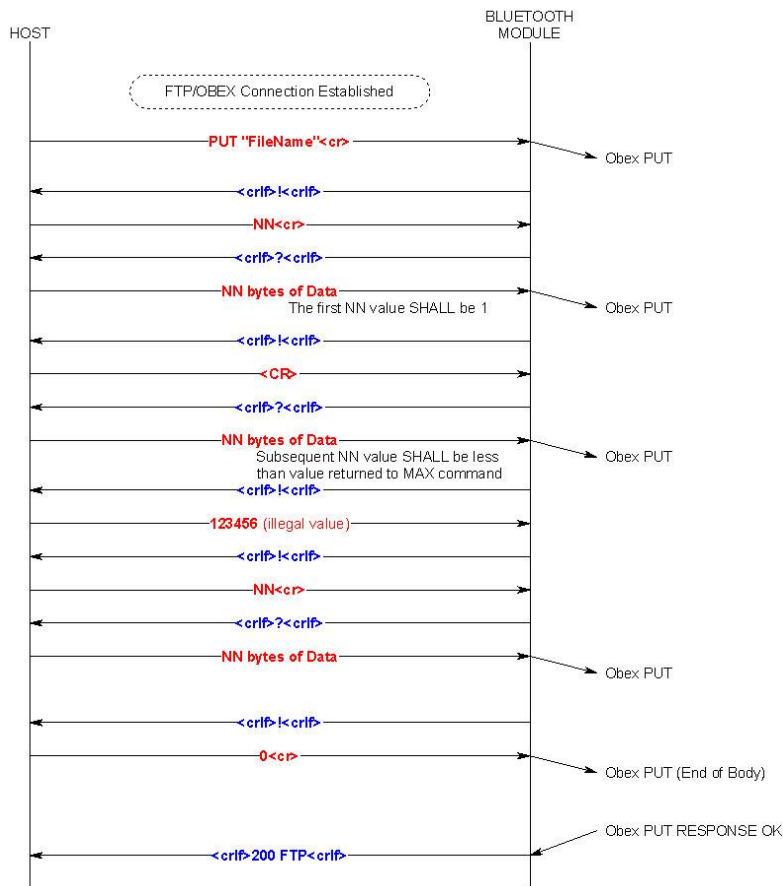 BLUETOOTH
HOST MODULE
FTP/OBEX Connection Established
PUT "FileName"<cr>
Obex PUT
<crlf>!<crlf>
NN<cr>
<crlf>?<crlf>
NN bytes of Data
The first NN value SHALL be 1
Obex PUT
<crlf>!<crlf>
<CR>
<crlf>?<crlf>
NN bytes of Data
Subsequent NN value SHALL be less
Obex PUT
than value returned to MAX command
<crlf>!<crlf>
123456 (illegal value)
<crlf>!<crlf>
NN<cr>
<crlf>?<crlf>
NN bytes of Data
Obex PUT
<crlf>!<crlf>
0<cr>
Obex PUT (End of Body)
Obex PUT RESPONSE OK
<crlf>200 FTP<crlf>